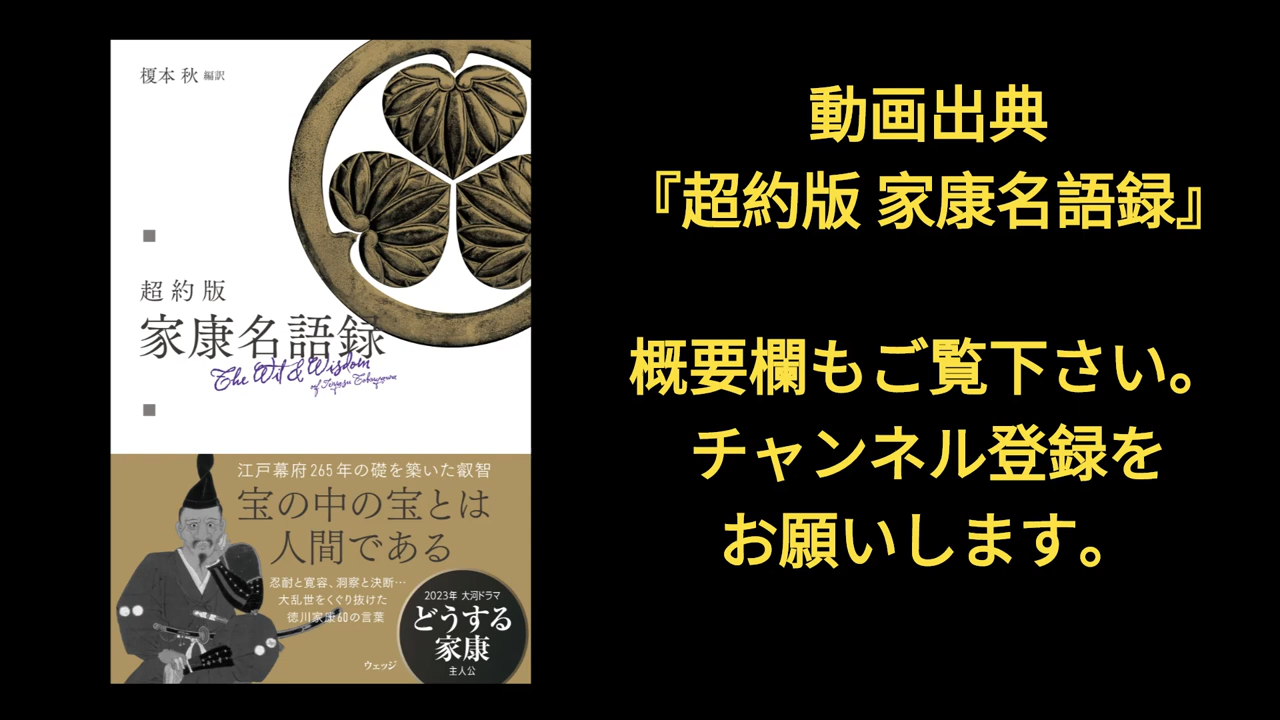 榎本 秋 編訳
超約版
家康名語録
The Wit & Wisdom
of Ieyasu Tokugawa
江戸幕府265年の礎を築いた叡智
宝の中の宝とは
人間である
忍耐と寛容、洞察と決断…
大乱世をくぐり抜けた
徳川家康60の言葉
2023年 大河ドラマ
どうする
家康
主人公
ウェッジ
動画出典
『超約版 家康名語録』
概要欄もご覧下さい。
チャンネル登録を
お願いします。